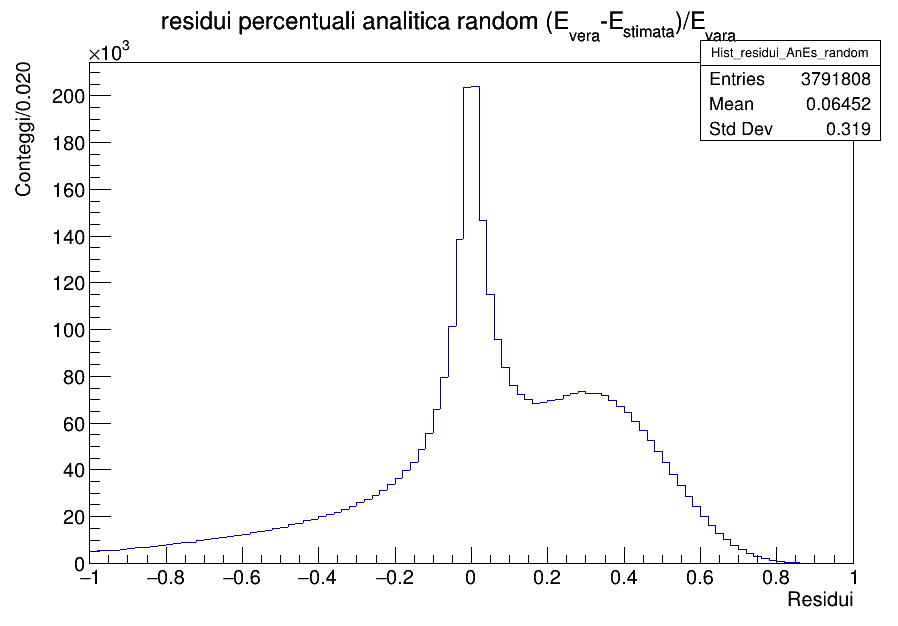 residui percentuali analitica random (E_vera-E_stimata)/E_vara
×10³
Hist_residui_AnEs_random
Entries 3791808
Mean 0.06452
Std Dev 0.319
Conteggi/0.020
200
180
160
140
120
100
80
60
40
20
0
−1 −0.8 −0.6 −0.4 −0.2 0 0.2 0.4 0.6 0.8 1
Residui